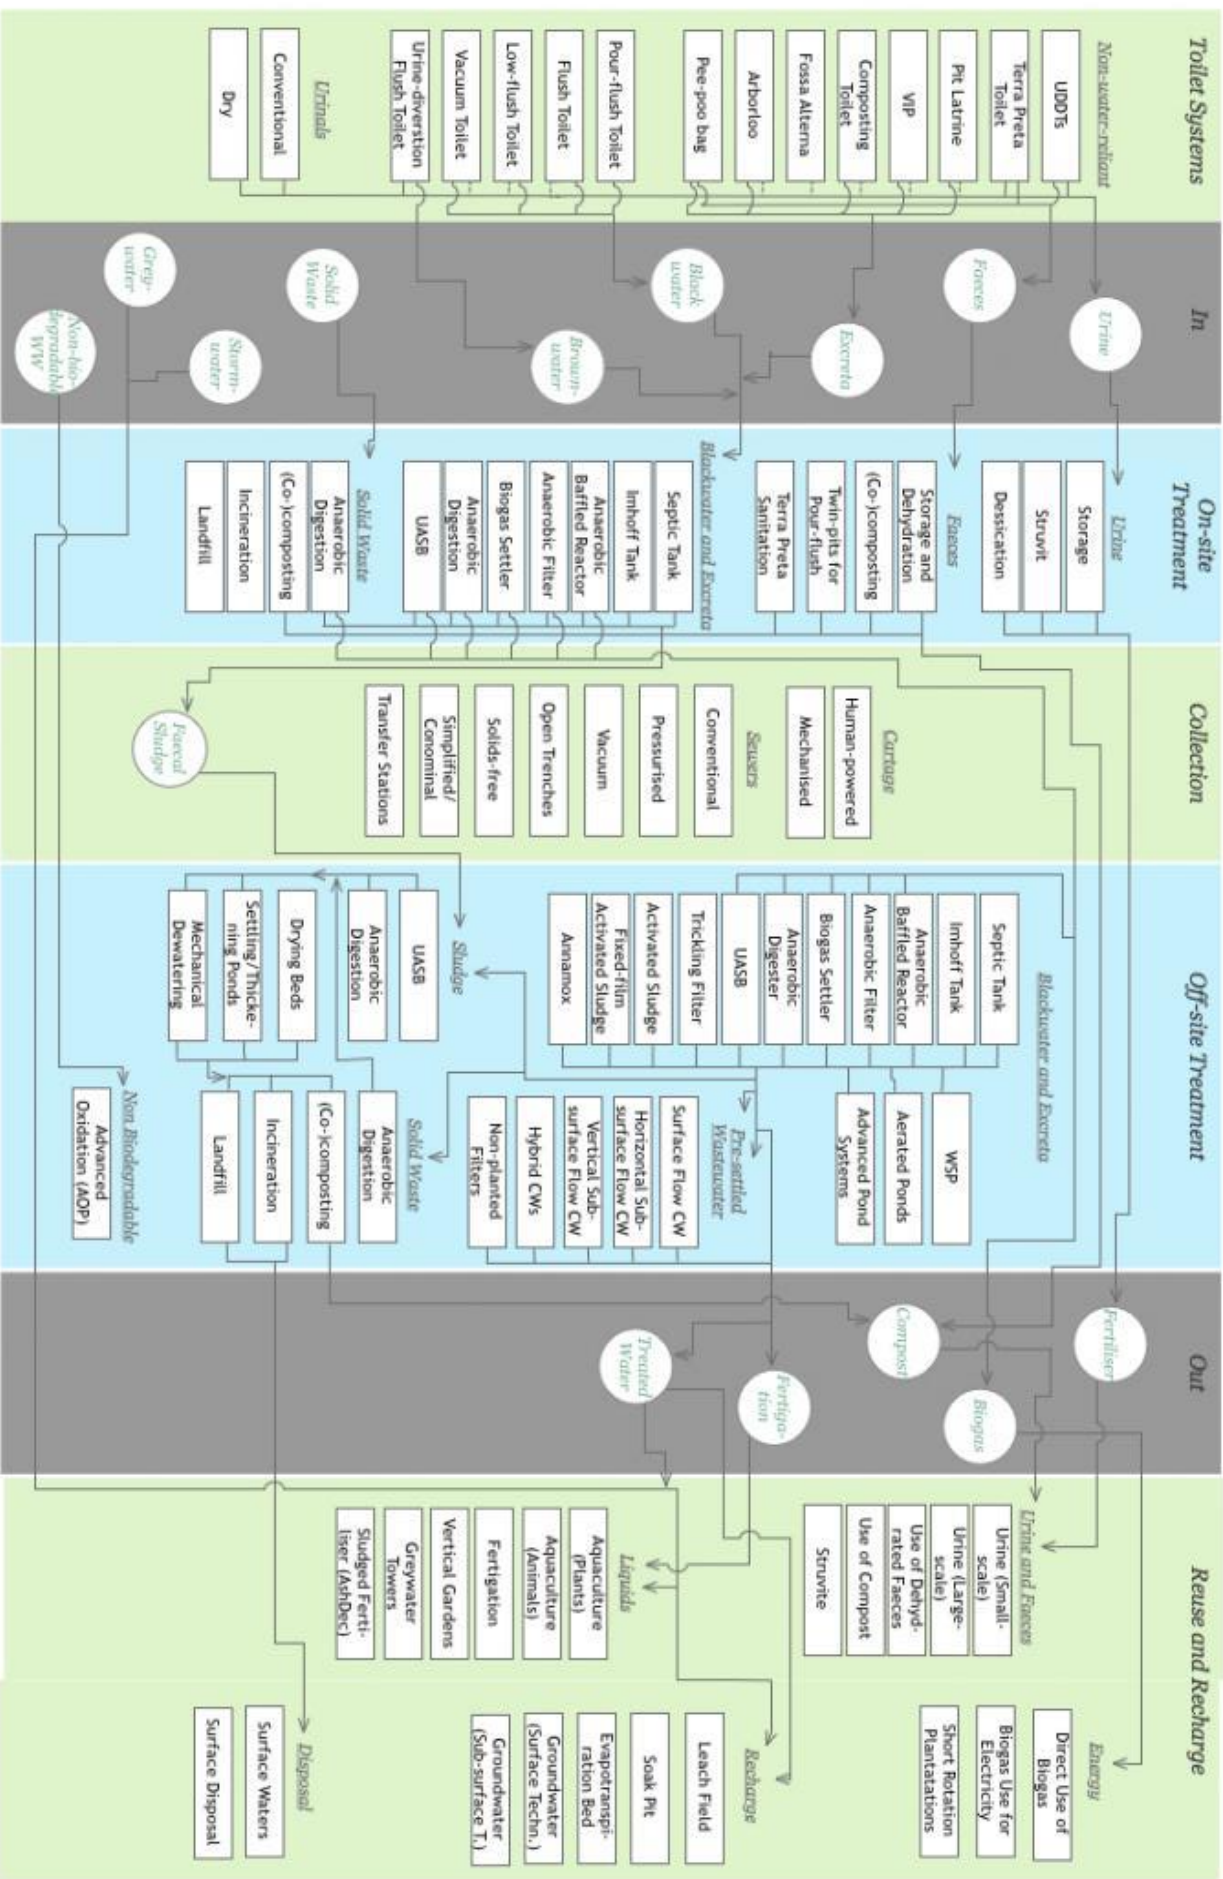 Toilet Systems
Non-water-reliant
UDDTs
Terra Preta
Toilet
Pit Latrine
VIP
Composting
Toilet
Fossa Alterna
Arborloo
Pee-poo bag
Pour-flush Toilet
Flush Toilet
Low-flush Toilet
Vacuum Toilet
Urine-diverstion
Flush Toilet
Urinals
Conventional
Dry
In
Urine
Faeces
Excreta
Black
water
Brown-
water
Solid
Waste
Storm-
water
Grey-
water
Non-bio-
degradable
WW
On-site
Treatment
Urine
Storage
Struvit
Dessication
Faeces
Storage and
Dehydration
(Co-)composting
Twin-pits for
Pour-flush
Terra Preta
Sanitation
Blackwater and Excreta
Septic Tank
Imhoff Tank
Anaerobic
Baffled Reactor
Anaerobic Filter
Biogas Settler
Anaerobic
Digestion
UASB
Solid Waste
Anaerobic
Digestion
(Co-)composting
Incineration
Landfill
Collection
Cartage
Human-powered
Mechanised
Sewers
Conventional
Pressurised
Vacuum
Open Trenches
Solids-free
Simplified/
Conominal
Transfer Stations
Faecal
Sludge
Off-site Treatment
Blackwater and Excreta
Septic Tank
Imhoff Tank
Anaerobic
Baffled Reactor
Anaerobic Filter
Biogas Settler
Anaerobic
Digester
UASB
Trickling Filter
Activated Sludge
Fixed-film
Activated Sludge
Annamox
WSP
Aerated Ponds
Advanced Pond
Systems
Pre-settled
Wastewater
Surface Flow CW
Horizontal Sub-
surface Flow CW
Vertical Sub-
surface Flow CW
Hybrid CWs
Non-planted
Filters
Sludge
UASB
Anaerobic
Digestion
Drying Beds
Settling/Thicke-
ning Ponds
Mechanical
Dewatering
Solid Waste
Anaerobic
Digestion
(Co-)composting
Incineration
Landfill
Non Biodegradable
Advanced
Oxidation (AOP)
Out
Fertiliser
Biogas
Compost
Fertiga-
tion
Treated
Water
Reuse and Recharge
Urine and Faeces
Urine (Small-
scale)
Urine (Large-
scale)
Use of Dehyd-
rated Faeces
Use of Compost
Struvite
Liquids
Aquaculture
(Plants)
Aquaculture
(Animals)
Fertigation
Vertical Gardens
Greywater
Towers
Sludged Ferti-
liser (AshDec)
Energy
Direct Use of
Biogas
Biogas Use for
Electricity
Short Rotation
Plantatations
Recharge
Leach Field
Soak Pit
Evapotranspi-
ration Bed
Groundwater
(Surface Techn.)
Groundwater
(Sub-surface T.)
Disposal
Surface Waters
Surface Disposal